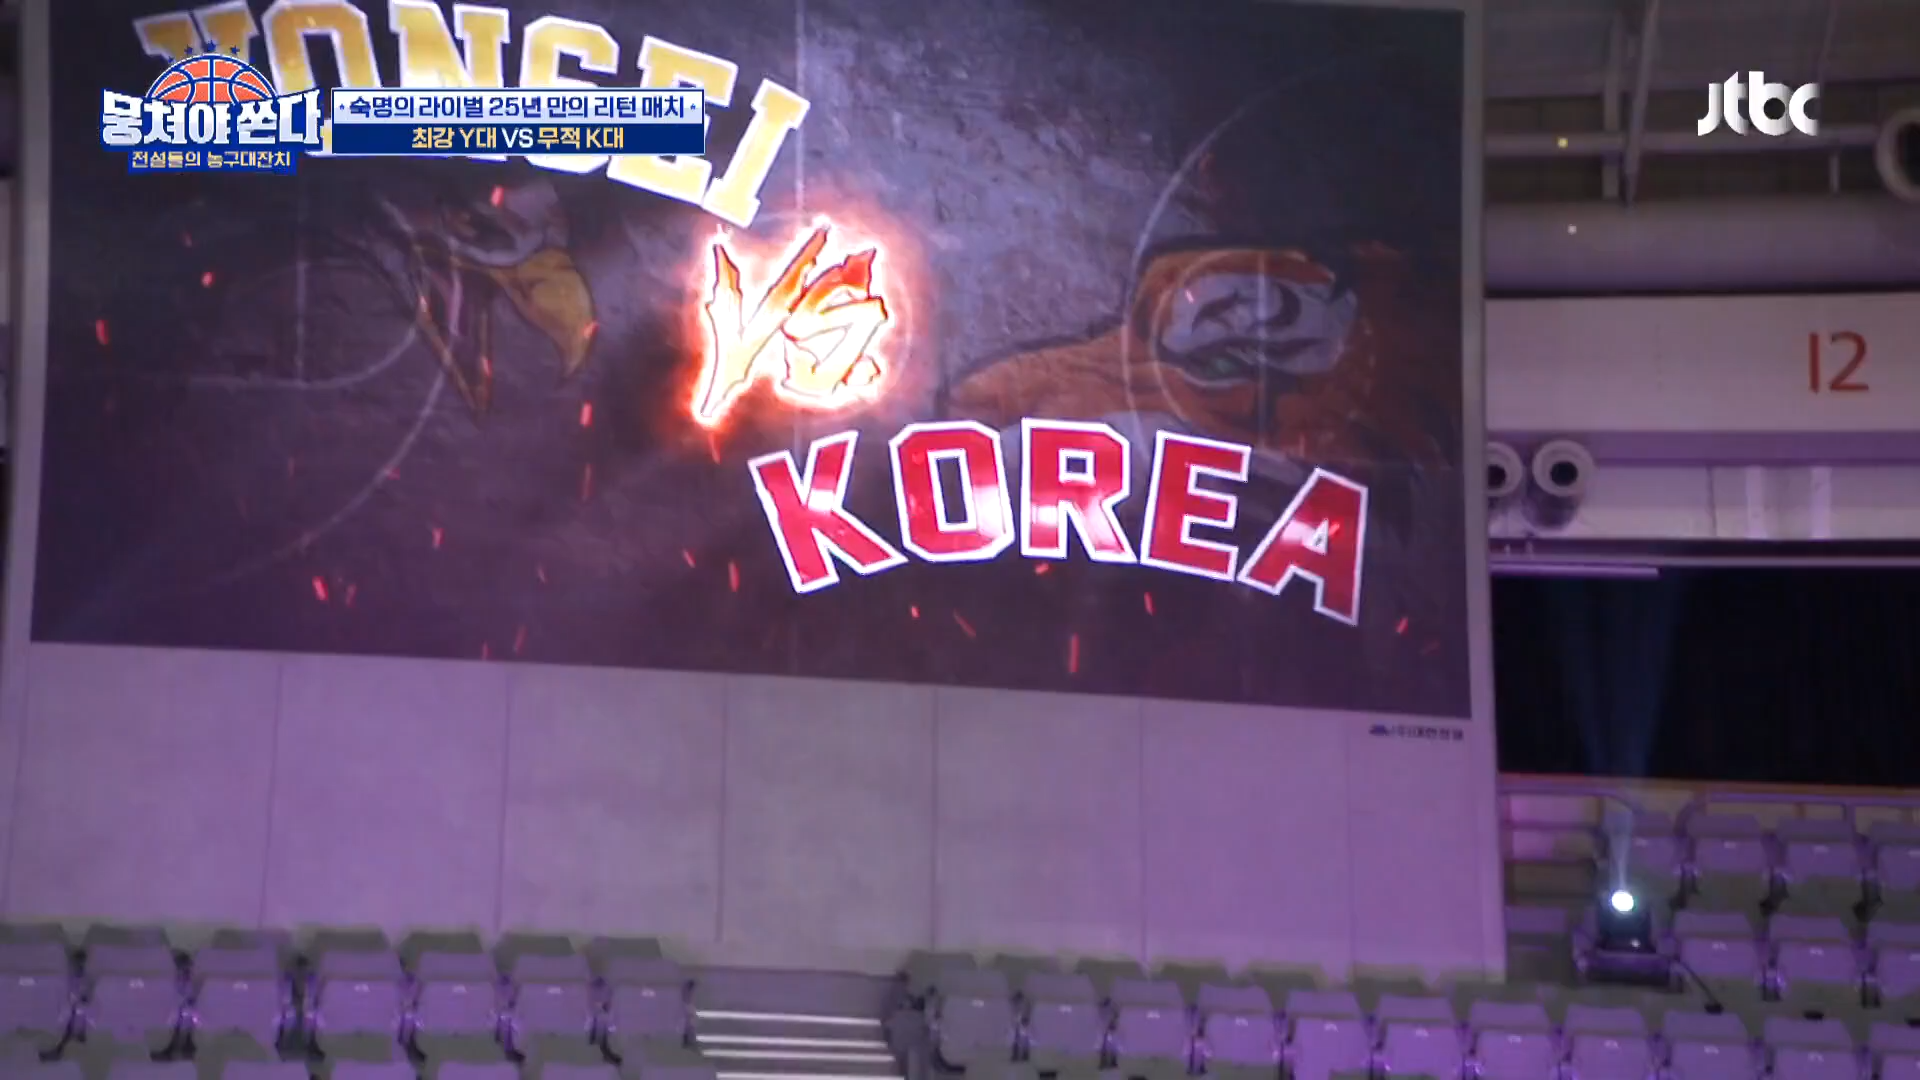 YONSEI
뭉쳐야 쏜다
전설들의 농구대잔치
숙명의 라이벌 25년 만의 리턴 매치
최강 Y대 VS 무적 K대
jtbc
VS.
KOREA
12